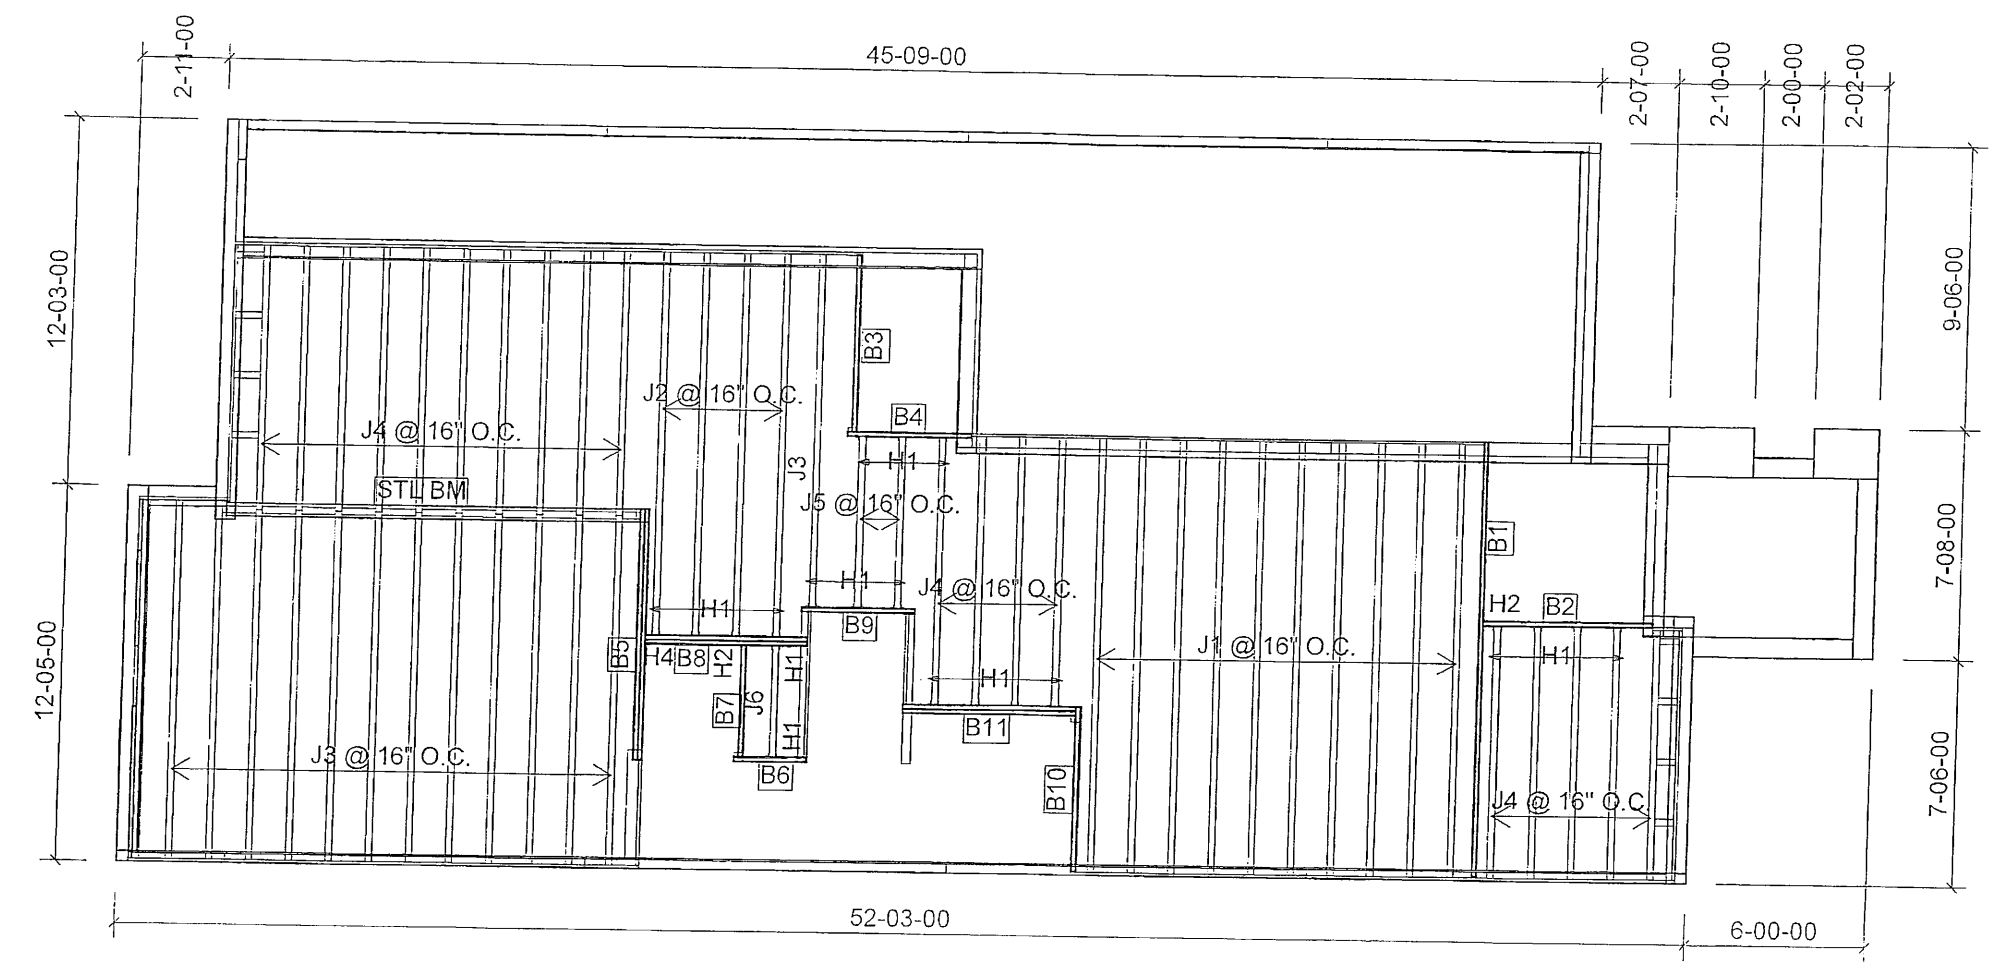 2-11-00
45-09-00
2-07-00
2-10-00
2-00-00
2-02-00
12-03-00
9-06-00
B3
J2 @ 16" O.C.
B4
J4 @ 16" O.C.
H1
J3
STL BM
J5 @ 16" O.C.
B1
7-08-00
H1
J4 @ 16" O.C.
H1
B9
H2
B2
12-05-00
B5
H4
B8
H2
H1
J1 @ 16" O.C.
H1
H1
B7
J6
H1
B11
J3 @ 16" O.C.
B6
B10
J4 @ 16" O.C.
7-06-00
52-03-00
6-00-00